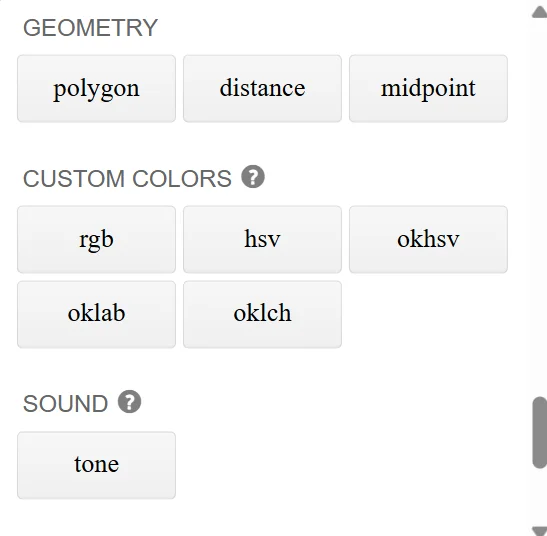 GEOMETRY
polygon distance midpoint
CUSTOM COLORS ?
rgb hsv okhsv
oklab oklch
SOUND ?
tone